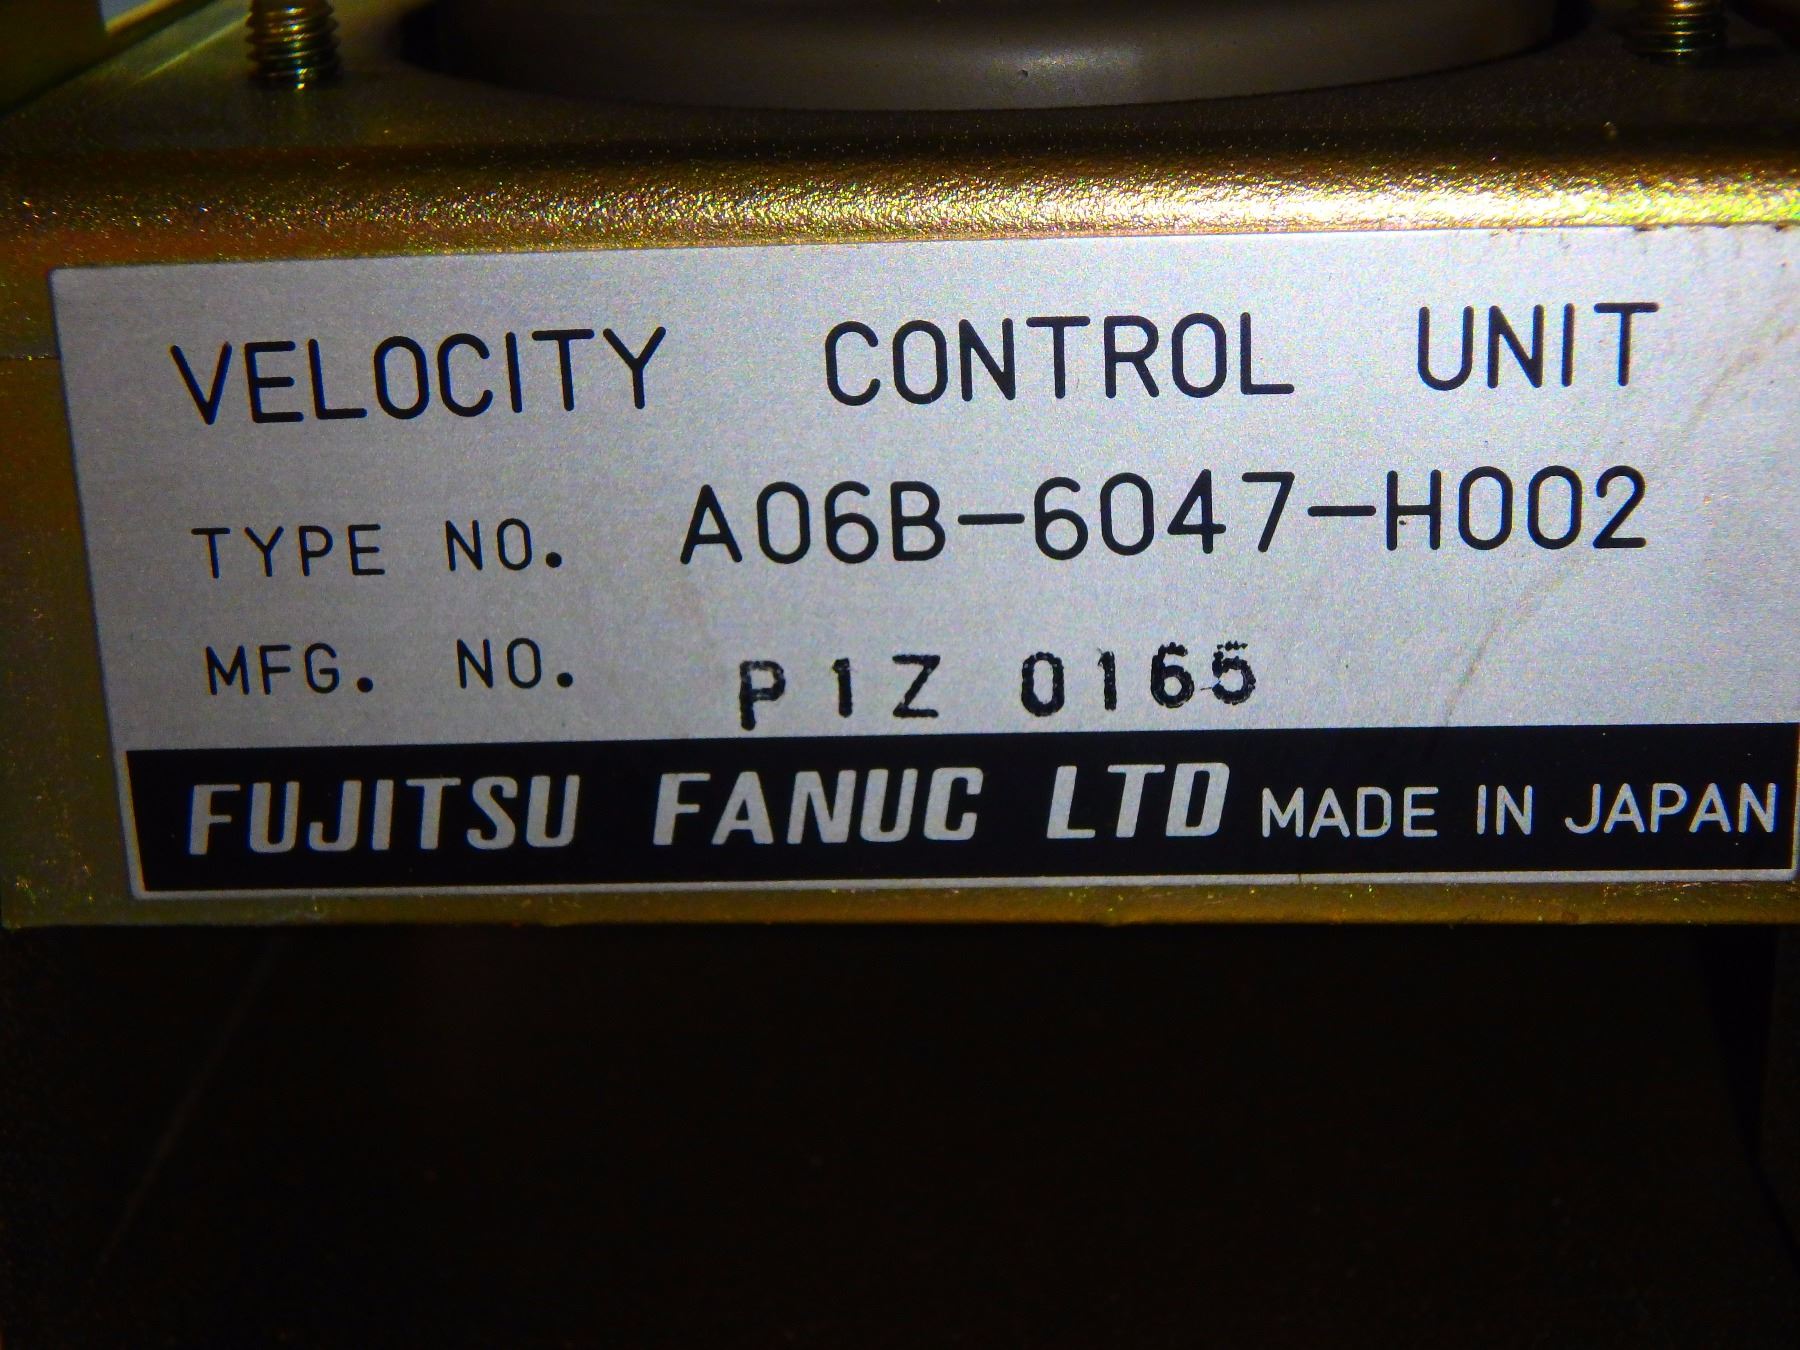 VELOCITY CONTROL UNIT
TYPE NO. A06B-6047-H002
MFG. NO. P1Z 0165
FUJITSU FANUC LTD MADE IN JAPAN